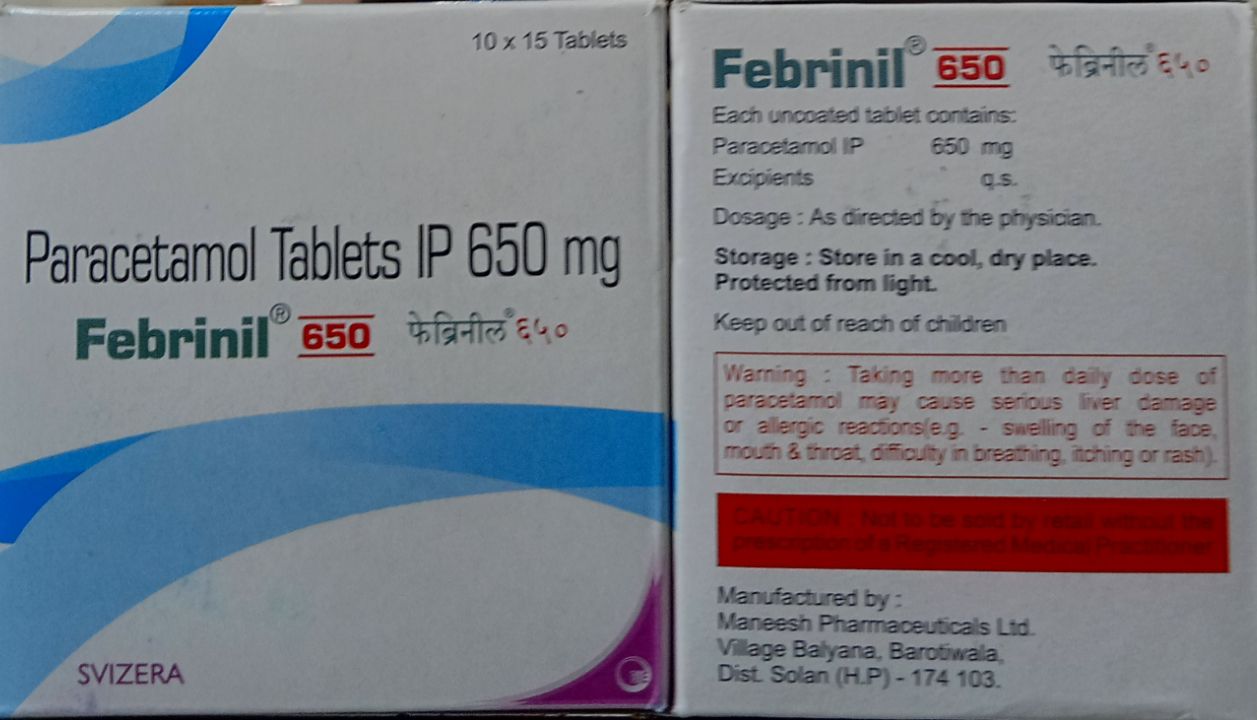 10 x 15 Tablets
Paracetamol Tablets IP 650 mg
Febrinil® 650 फेब्रिनील® ६५०
SVIZERA
Febrinil® 650 फेब्रिनील® ६५०
Each uncoated tablet contains:
Paracetamol IP 650 mg
Excipients q.s.
Dosage : As directed by the physician.
Storage : Store in a cool, dry place.
Protected from light.
Keep out of reach of children
Warning : Taking more than daily dose of
paracetamol may cause serious liver damage
or allergic reactions(e.g. - swelling of the face,
mouth & throat, difficulty in breathing, itching or rash).
CAUTION : Not to be sold by retail without the
prescription of a Registered Medical Practitioner
Manufactured by :
Maneesh Pharmaceuticals Ltd.
Village Balyana, Barotiwala,
Dist. Solan (H.P) - 174 103.